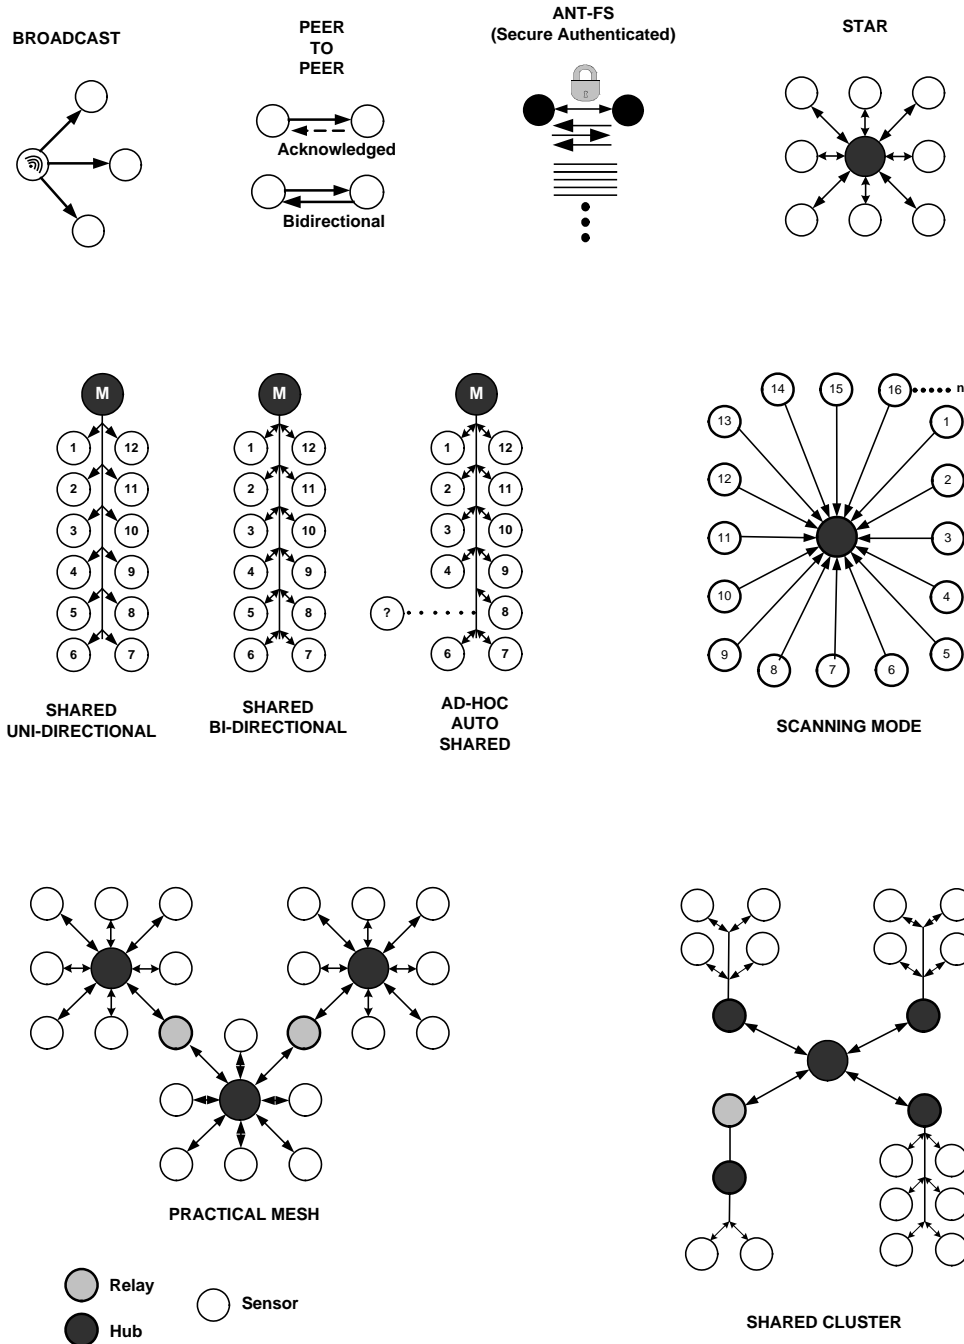 BROADCAST
PEER
TO
PEER
Acknowledged
Bidirectional
ANT-FS
(Secure Authenticated)
STAR
M
1 12
2 11
3 10
4 9
5 8
6 7
SHARED
UNI-DIRECTIONAL
M
1 12
2 11
3 10
4 9
5 8
6 7
SHARED
BI-DIRECTIONAL
M
1 12
2 11
3 10
4 9
? 8
6 7
AD-HOC
AUTO
SHARED
14 15 16 n
13 1
12 2
11 3
10 4
9 5
8 7 6
SCANNING MODE
PRACTICAL MESH
Relay
Sensor
Hub
SHARED CLUSTER